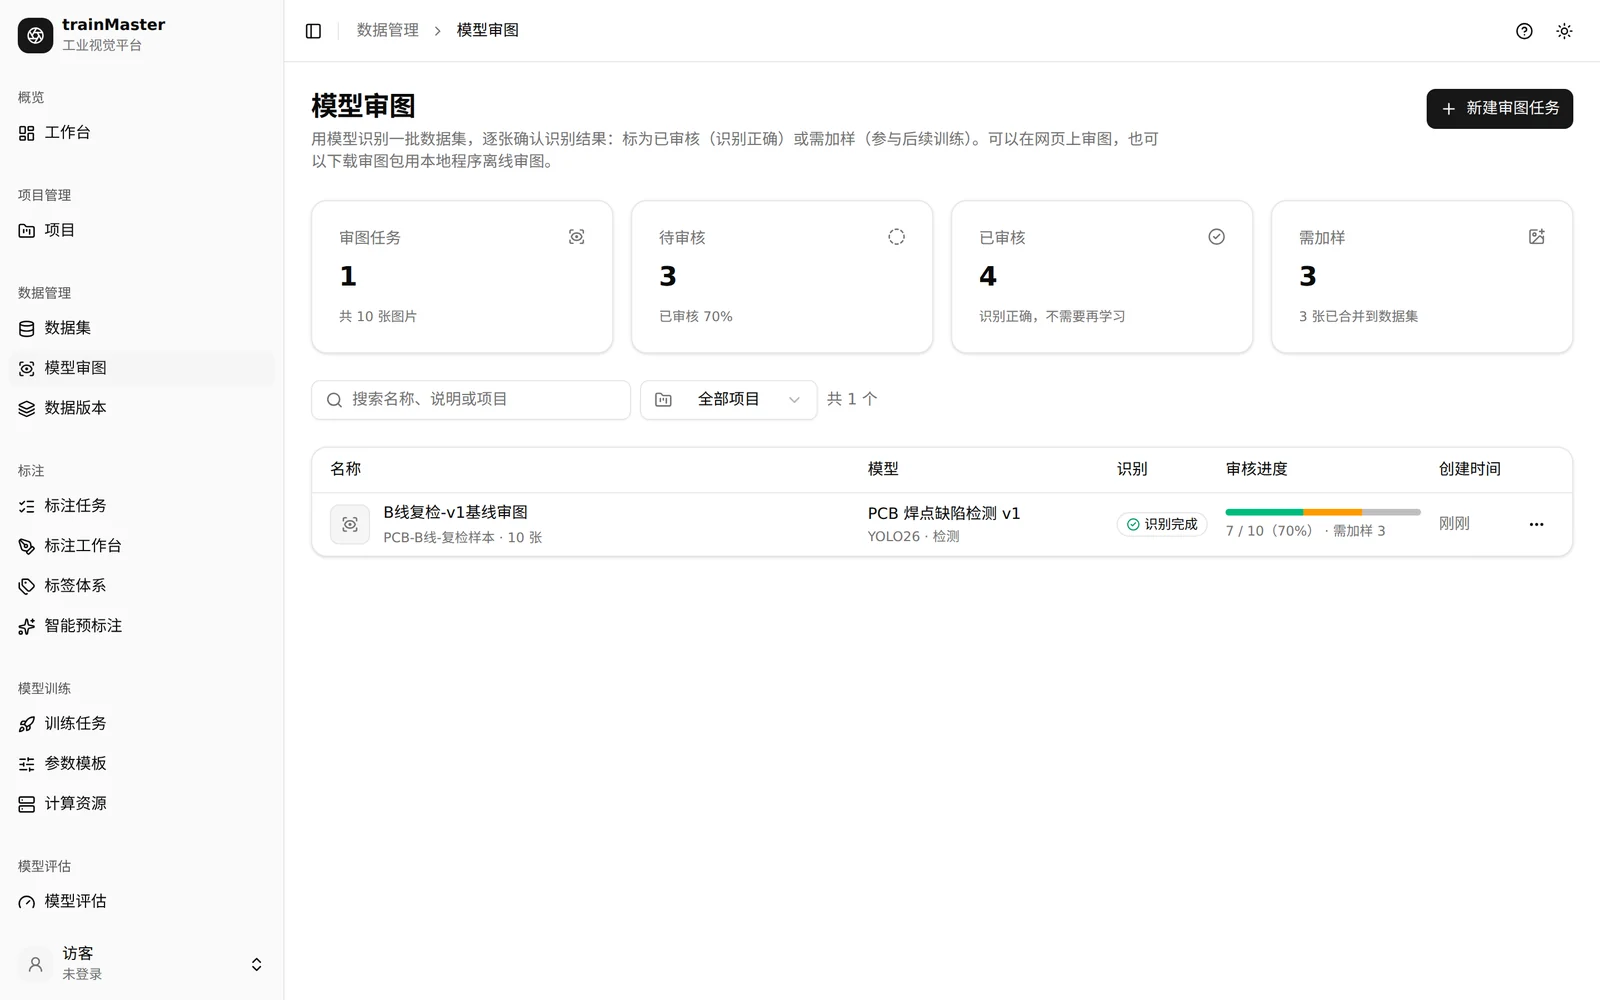 trainMaster
工业视觉平台
概览
工作台
项目管理
项目
数据管理
数据集
模型审图
数据版本
标注
标注任务
标注工作台
标签体系
智能预标注
模型训练
训练任务
参数模板
计算资源
模型评估
模型评估
访客
未登录
数据管理
模型审图
模型审图
用模型识别一批数据集，逐张确认识别结果：标为已审核（识别正确）或需加样（参与后续训练）。可以在网页上审图，也可
以下载审图包用本地程序离线审图。
新建审图任务
审图任务
1
共 10 张图片
待审核
3
已审核 70%
已审核
4
识别正确，不需要再学习
需加样
3
3 张已合并到数据集
搜索名称、说明或项目
全部项目
共 1 个
名称
模型
识别
审核进度
创建时间
B线复检-v1基线审图
PCB-B线-复检样本 · 10 张
PCB 焊点缺陷检测 v1
YOLO26 · 检测
识别完成
7 / 10（70%） · 需加样 3
刚刚